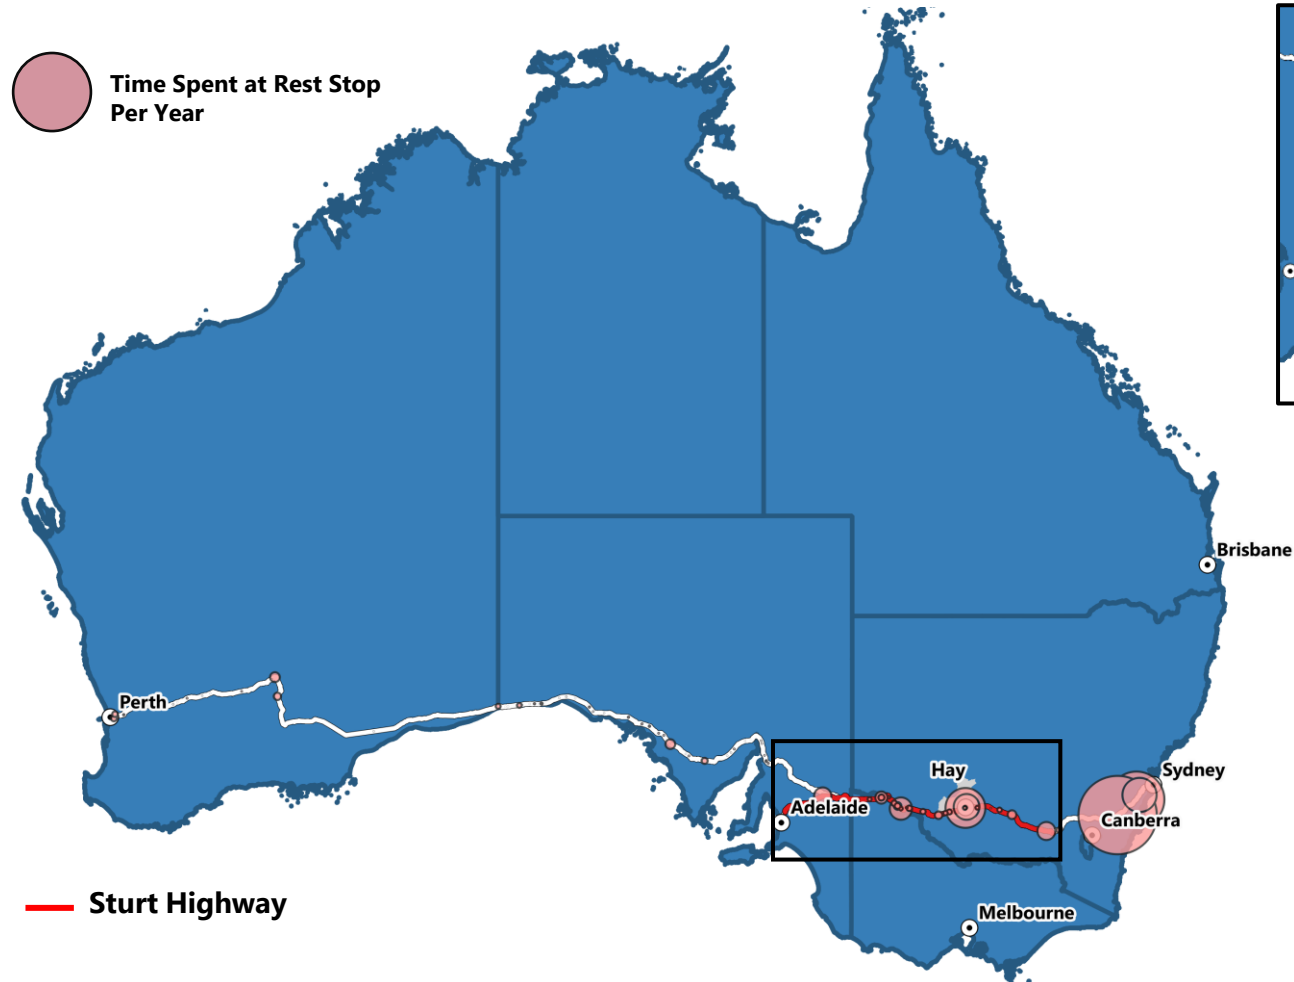 Time Spent at Rest Stop
Per Year
Brisbane
Perth
Hay
Sydney
Adelaide
Canberra
Sturt Highway
Melbourne